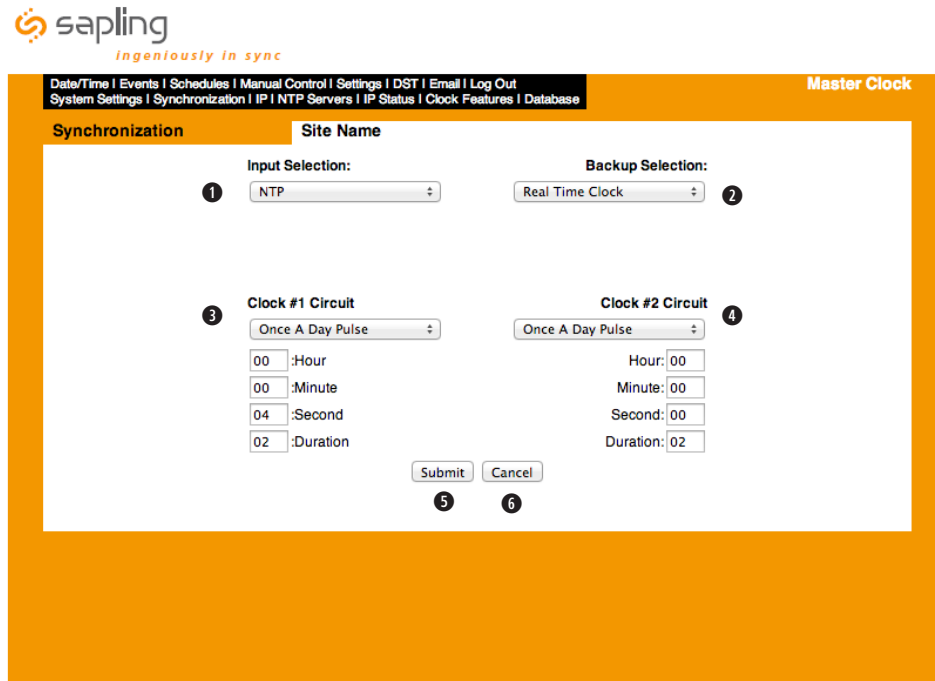 sapling
ingeniously in sync
Date/Time I Events I Schedules I Manual Control I Settings I DST I Email I Log Out
System Settings I Synchronization I IP I NTP Servers I IP Status I Clock Features I Database
Master Clock
Synchronization
Site Name
Input Selection:
Backup Selection:
1 NTP
Real Time Clock 2
Clock #1 Circuit
Clock #2 Circuit
3
4
Once A Day Pulse
Once A Day Pulse
00 :Hour
Hour: 00
00 :Minute
Minute: 00
04 :Second
Second: 00
02 :Duration
Duration: 02
Submit Cancel
5 6